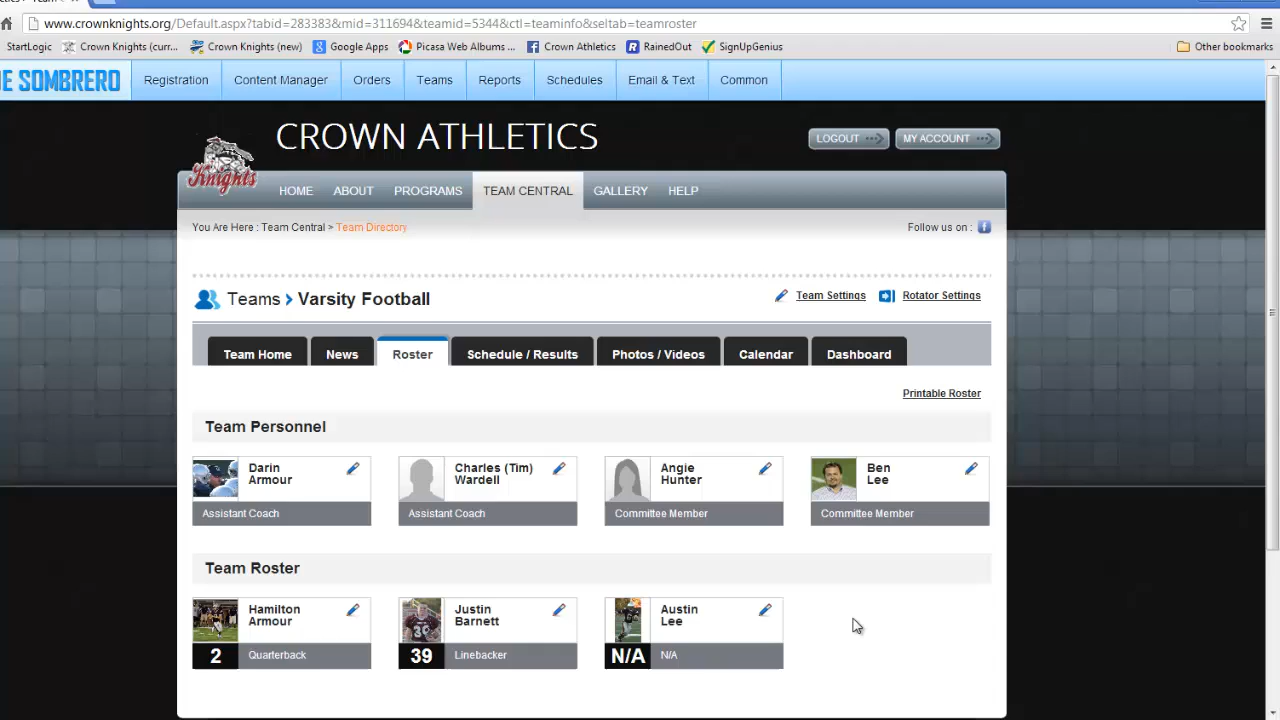 www.crownknights.org/Default.aspx?tabid=283383&mid=311694&teamid=5344&ctl=teaminfo&seltab=teamroster
StartLogic Crown Knights (curr... Crown Knights (new) Google Apps Picasa Web Albums ... Crown Athletics RainedOut SignUpGenius Other bookmarks
E SOMBRERO Registration Content Manager Orders Teams Reports Schedules Email & Text Common
CROWN ATHLETICS
LOGOUT MY ACCOUNT
Knights
HOME ABOUT PROGRAMS TEAM CENTRAL GALLERY HELP
You Are Here : Team Central > Team Directory Follow us on :
Teams > Varsity Football Team Settings Rotator Settings
Team Home News Roster Schedule / Results Photos / Videos Calendar Dashboard
Printable Roster
Team Personnel
Darin Armour
Assistant Coach
Charles (Tim) Wardell
Assistant Coach
Angie Hunter
Committee Member
Ben Lee
Committee Member
Team Roster
Hamilton Armour
2 Quarterback
Justin Barnett
39 Linebacker
Austin Lee
N/A N/A